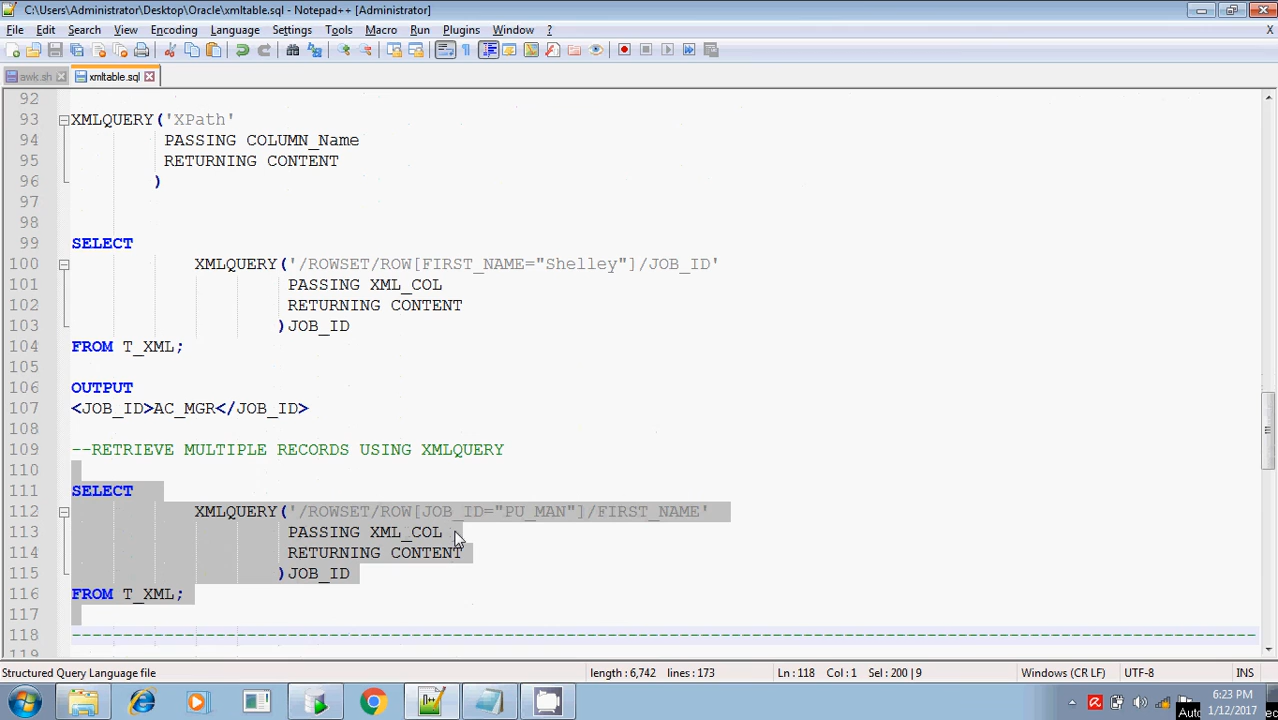 C:\Users\Administrator\Desktop\Oracle\xmltable.sql - Notepad++ [Administrator]
File Edit Search View Encoding Language Settings Tools Macro Run Plugins Window ? X
awk.sh xmltable.sql
92
93 XMLQUERY('XPath'
94 PASSING COLUMN_Name
95 RETURNING CONTENT
96 )
97
98
99 SELECT
100 XMLQUERY('/ROWSET/ROW[FIRST_NAME="Shelley"]/JOB_ID'
101 PASSING XML_COL
102 RETURNING CONTENT
103 )JOB_ID
104 FROM T_XML;
105
106 OUTPUT
107 <JOB_ID>AC_MGR</JOB_ID>
108
109 --RETRIEVE MULTIPLE RECORDS USING XMLQUERY
110
111 SELECT
112 XMLQUERY('/ROWSET/ROW[JOB_ID="PU_MAN"]/FIRST_NAME'
113 PASSING XML_COL
114 RETURNING CONTENT
115 )JOB_ID
116 FROM T_XML;
117
118 -------------------------------------------------------------------------------------------------------------------
119
Structured Query Language file length : 6,742 lines : 173 Ln : 118 Col : 1 Sel : 200 | 9 Windows (CR LF) UTF-8 INS
6:23 PM
1/12/2017